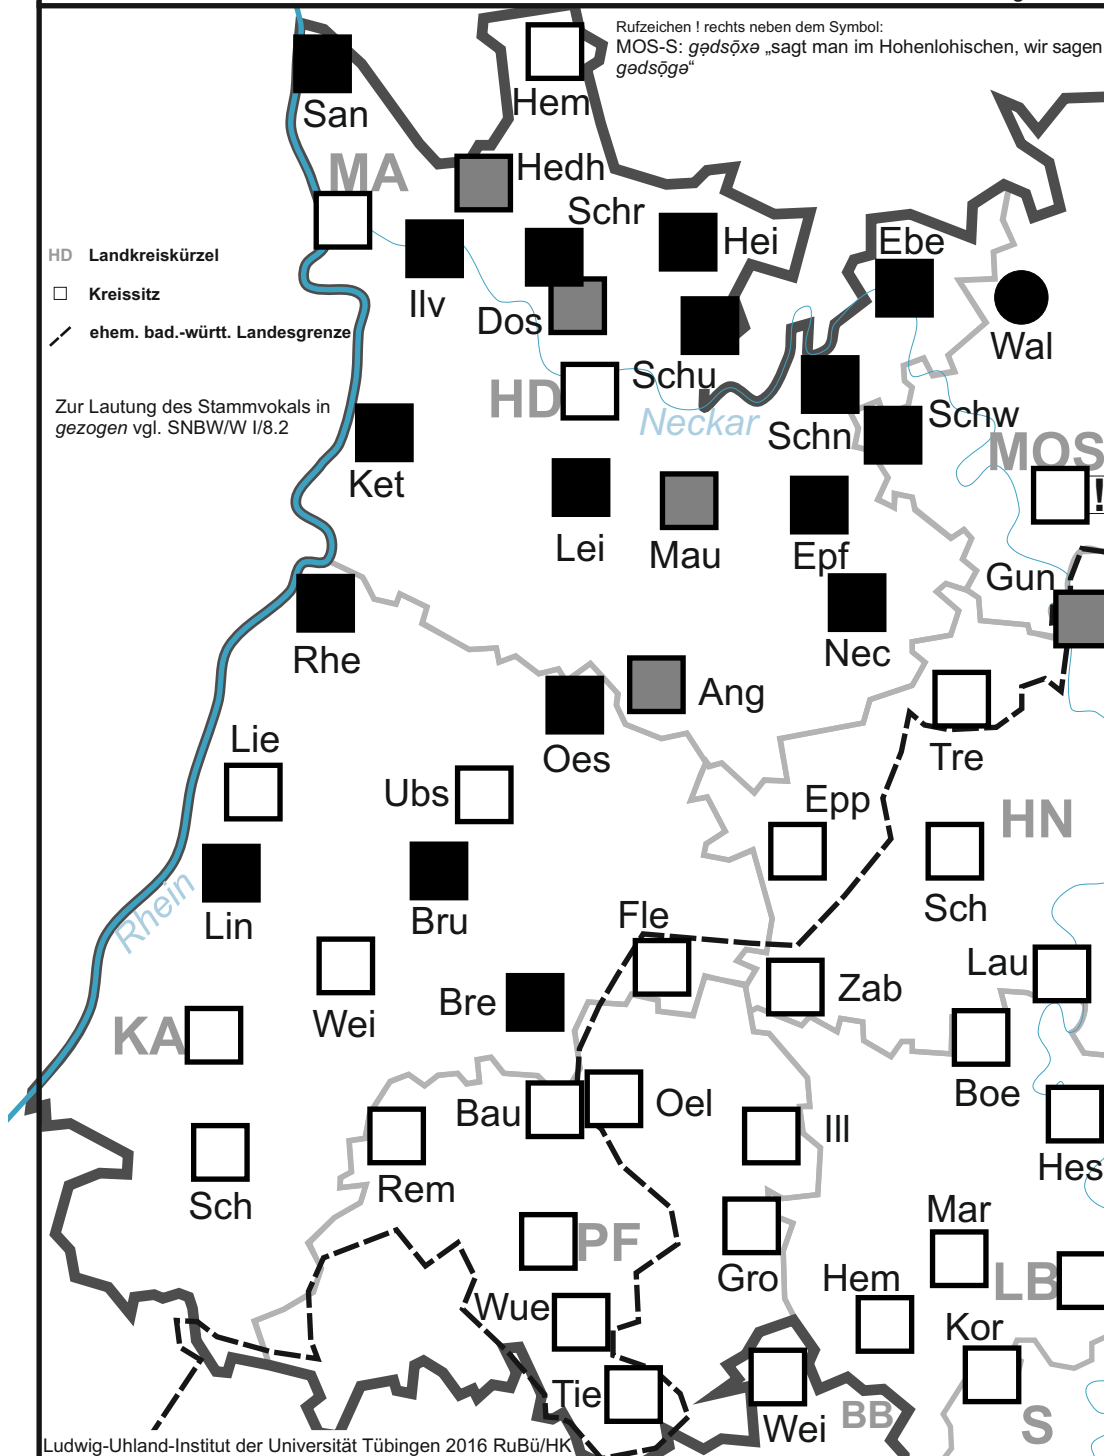 Rufzeichen ! rechts neben dem Symbol:
MOS-S: gǝdsō̜xǝ „sagt man im Hohenlohischen, wir sagen
gǝdsō̜gǝ“
San
Hem
MA
Hedh
Schr
Hei
Ebe
HD Landkreiskürzel
Kreissitz
ehem. bad.-württ. Landesgrenze
Ilv
Dos
Wal
Schu
HD
Neckar
Zur Lautung des Stammvokals in
gezogen vgl. SNBW/W I/8.2
Schn
Schw
MOS
!
Ket
Lei
Mau
Epf
Gun
Rhe
Nec
Ang
Oes
Tre
Lie
Ubs
Epp
HN
Rhein
Lin
Bru
Sch
Fle
Lau
Wei
Bre
Zab
KA
Boe
Bau
Oel
Ill
Hes
Sch
Rem
Mar
PF
Gro
Hem
LB
Wue
Kor
Tie
Wei
BB
S
Ludwig-Uhland-Institut der Universität Tübingen 2016 RuBü/HK